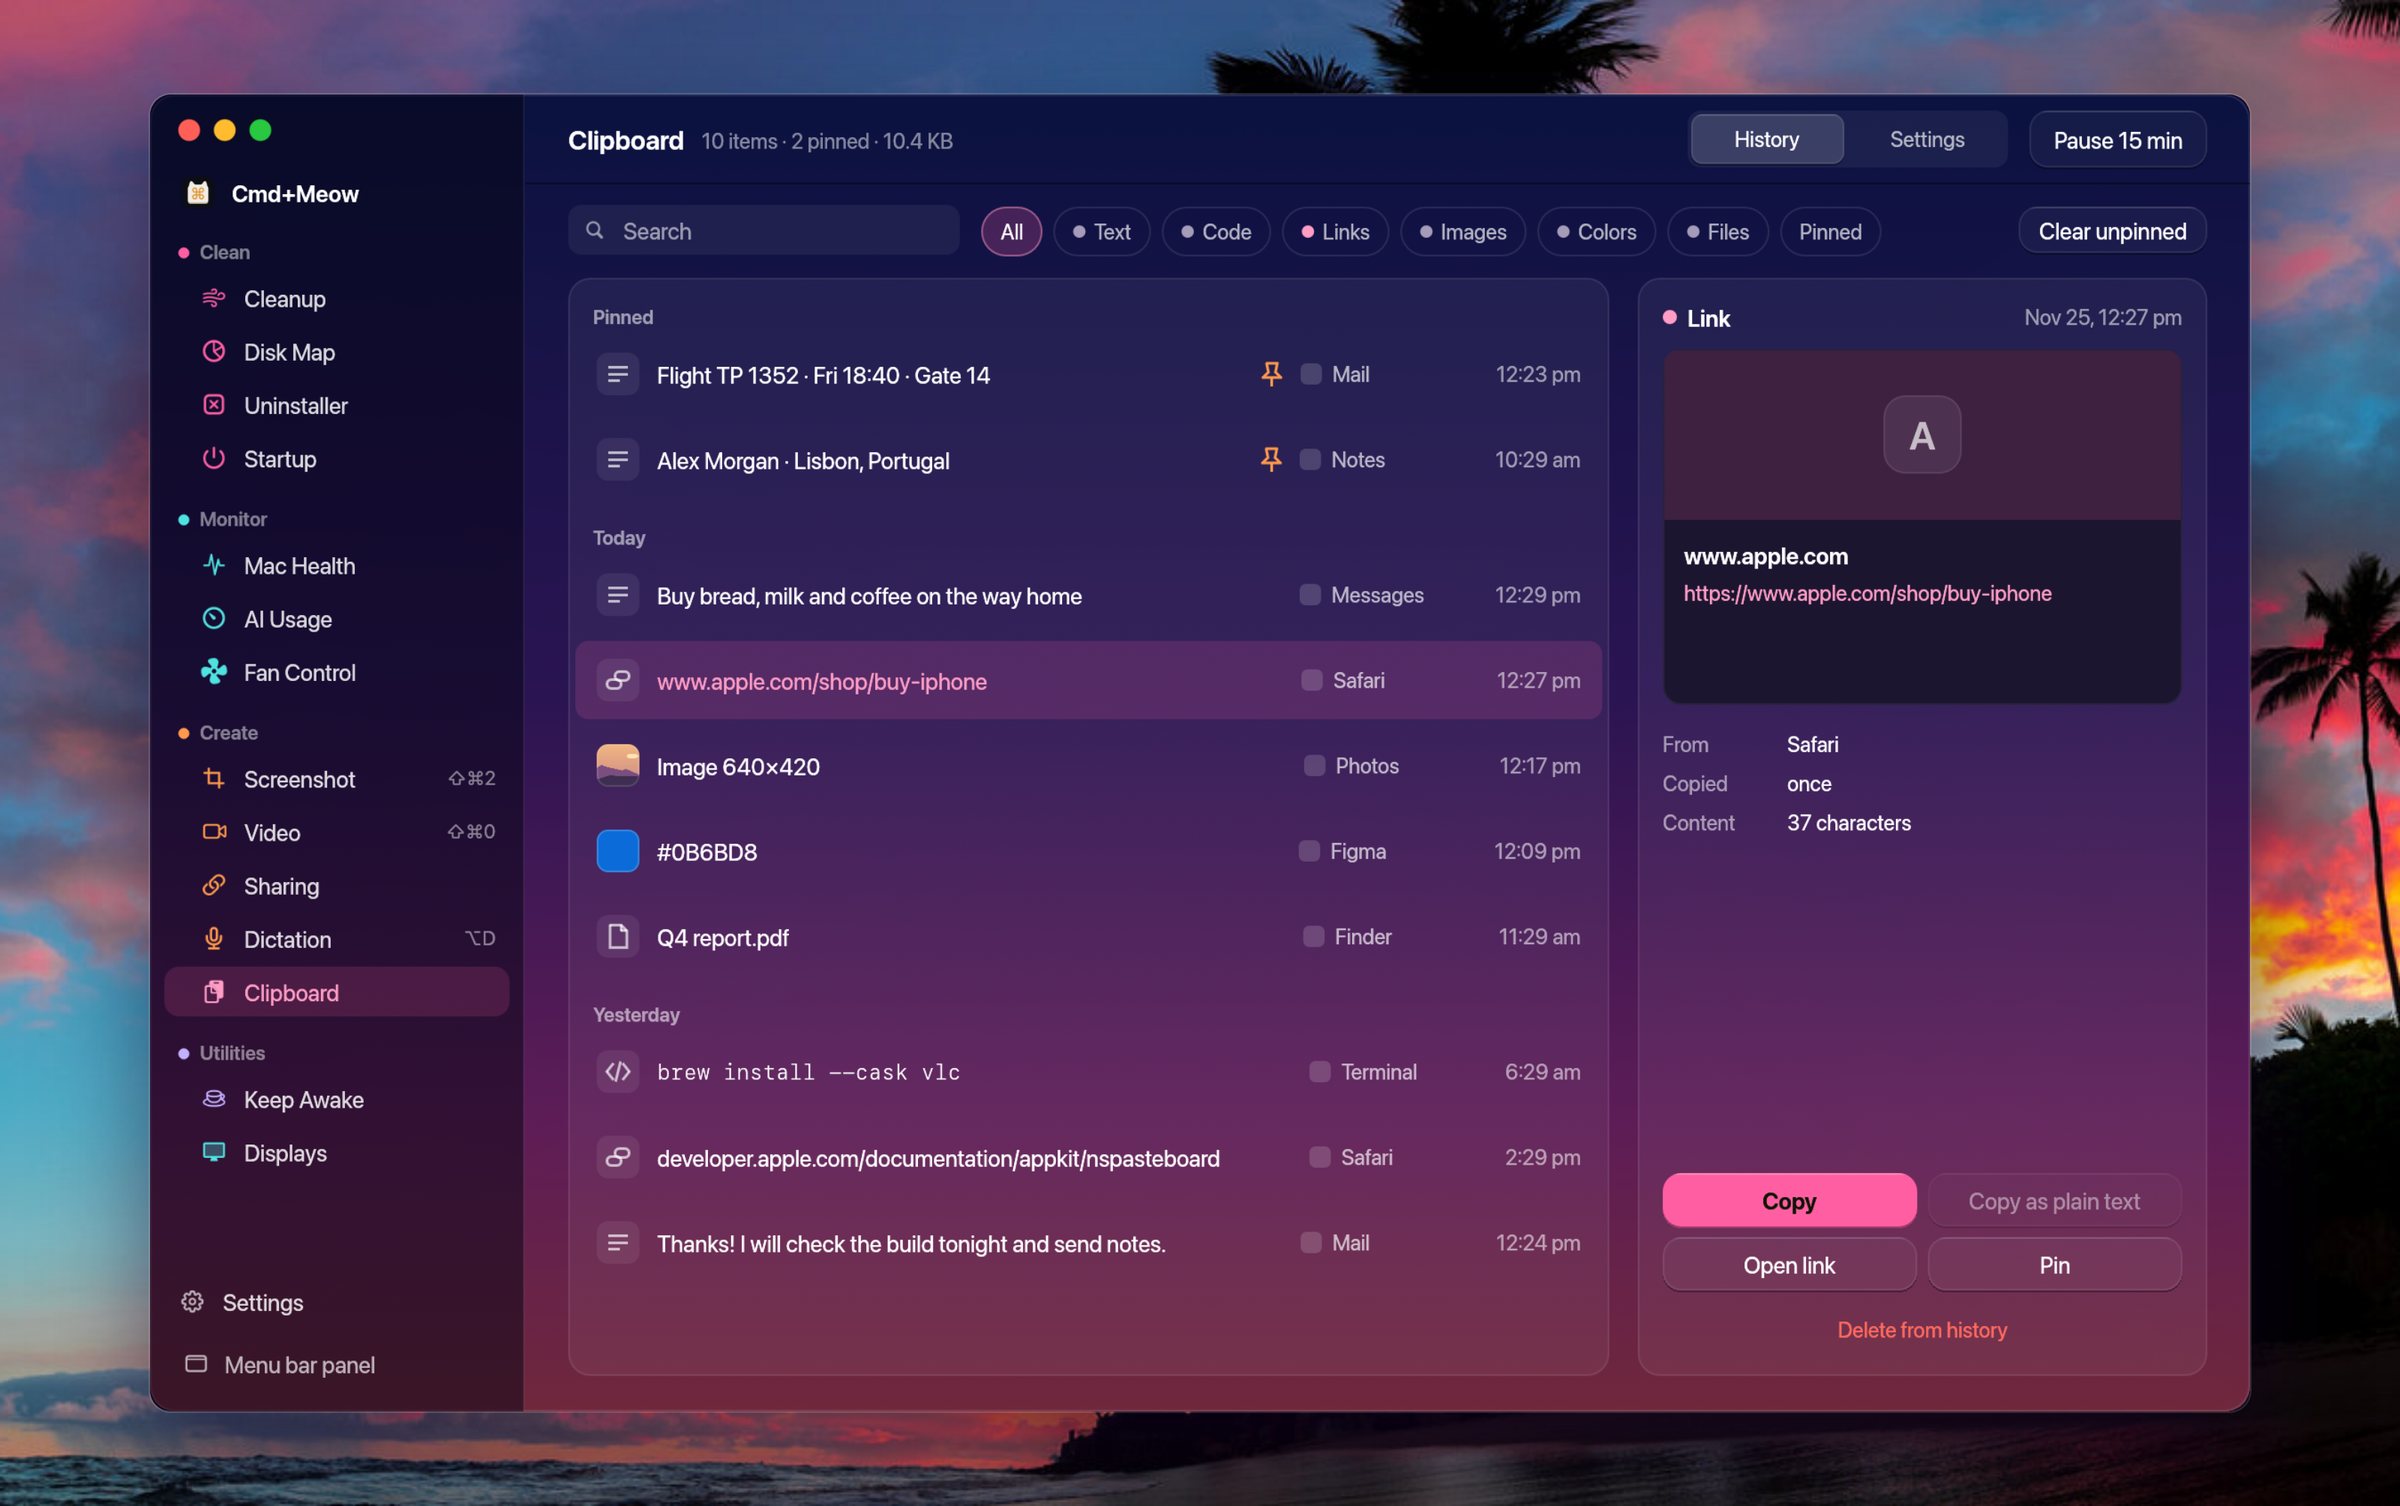 Cmd+Meow
Clean
Cleanup
Disk Map
Uninstaller
Startup
Monitor
Mac Health
AI Usage
Fan Control
Create
Screenshot ⇧⌘2
Video ⇧⌘0
Sharing
Dictation ⌥D
Clipboard
Utilities
Keep Awake
Displays
Settings
Menu bar panel
Clipboard 10 items · 2 pinned · 10.4 KB
History Settings Pause 15 min
Search All Text Code Links Images Colors Files Pinned Clear unpinned
Pinned
Flight TP 1352 · Fri 18:40 · Gate 14 Mail 12:23 pm
Alex Morgan · Lisbon, Portugal Notes 10:29 am
Today
Buy bread, milk and coffee on the way home Messages 12:29 pm
www.apple.com/shop/buy-iphone Safari 12:27 pm
Image 640×420 Photos 12:17 pm
#0B6BD8 Figma 12:09 pm
Q4 report.pdf Finder 11:29 am
Yesterday
brew install --cask vlc Terminal 6:29 am
developer.apple.com/documentation/appkit/nspasteboard Safari 2:29 pm
Thanks! I will check the build tonight and send notes. Mail 12:24 pm
Link Nov 25, 12:27 pm
A
www.apple.com
https://www.apple.com/shop/buy-iphone
From Safari
Copied once
Content 37 characters
Copy Copy as plain text
Open link Pin
Delete from history